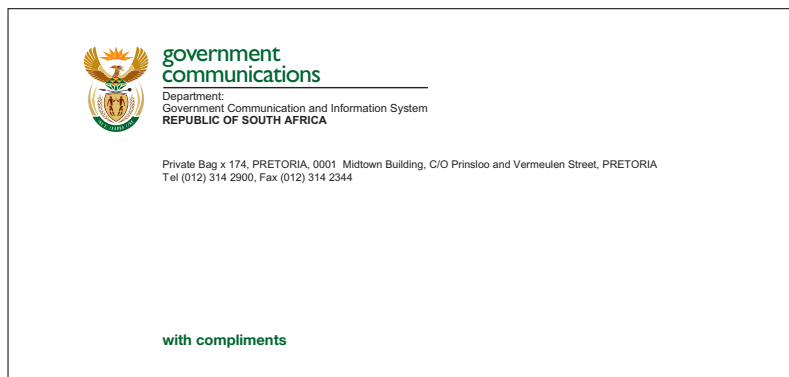 government
communications
Department:
Government Communication and Information System
REPUBLIC OF SOUTH AFRICA
Private Bag x 174, PRETORIA, 0001  Midtown Building, C/O Prinsloo and Vermeulen Street, PRETORIA
Tel (012) 314 2900, Fax (012) 314 2344
with compliments